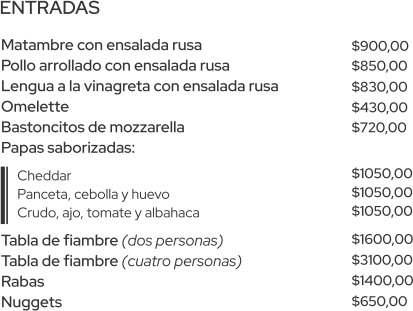 ENTRADAS
Matambre con ensalada rusa $900,00
Pollo arrollado con ensalada rusa $850,00
Lengua a la vinagreta con ensalada rusa $830,00
Omelette $430,00
Bastoncitos de mozzarella $720,00
Papas saborizadas:
Cheddar $1050,00
Panceta, cebolla y huevo $1050,00
Crudo, ajo, tomate y albahaca $1050,00
Tabla de fiambre (dos personas) $1600,00
Tabla de fiambre (cuatro personas) $3100,00
Rabas $1400,00
Nuggets $650,00